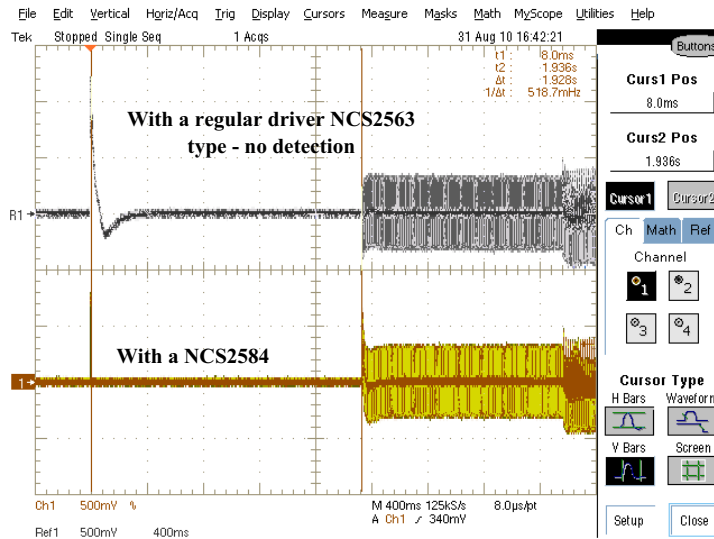 File Edit Vertical Horiz/Acq Trig Display Cursors Measure Masks Math MyScope Utilities Help
Tek Stopped Single Seq 1 Acqs 31 Aug 10 16:42:21
Buttons
t1 : 8.0ms
t2 : 1.936s
Δt : 1.928s
1/Δt : 518.7mHz
Curs1 Pos
8.0ms
Curs2 Pos
1.936s
With a regular driver NCS2563
type - no detection
Cursor1 Cursor2
R1
Ch Math Ref
Channel
1 2
3 4
With a NCS2584
1
Cursor Type
H Bars Waveform
V Bars Screen
Ch1 500mV
M 400ms 125kS/s 8.0µs/pt
A Ch1 340mV
Ref1 500mV 400ms
Setup Close